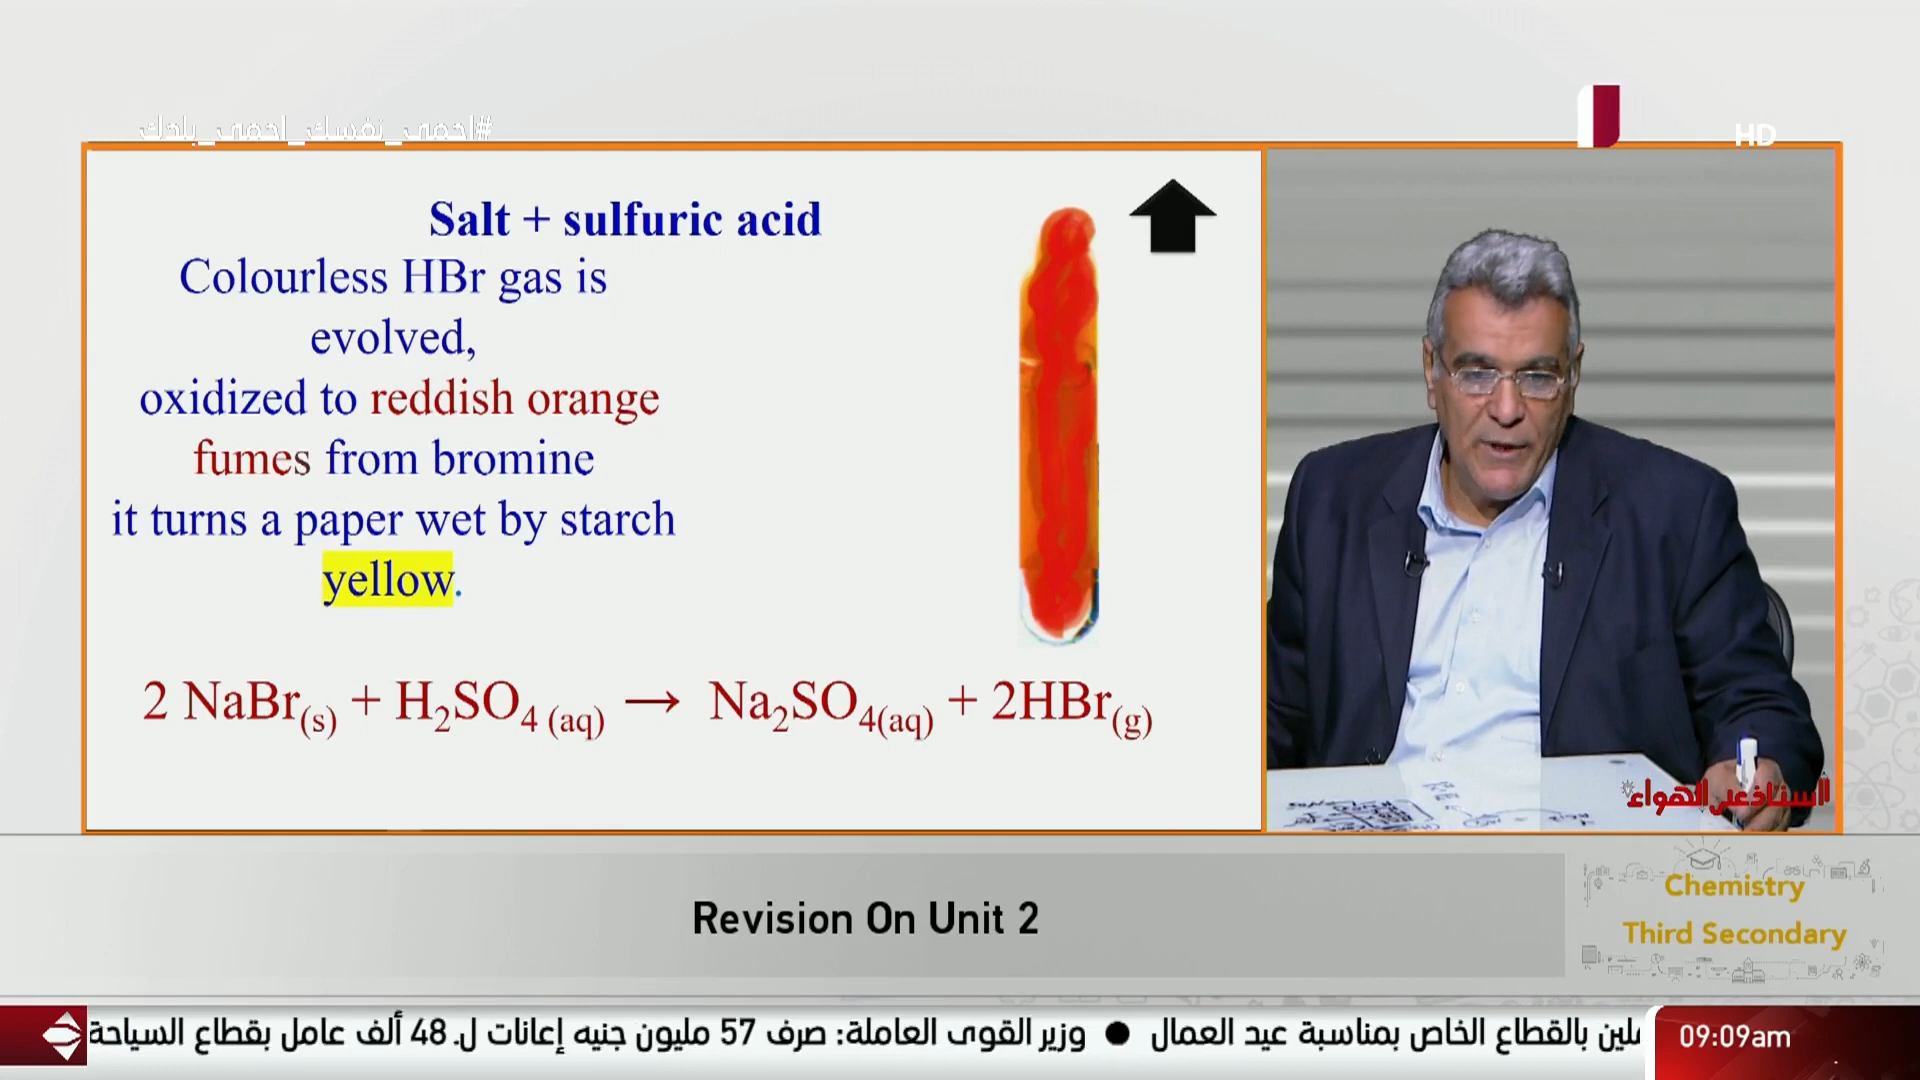 #احمي_نفسك_احمي_بلدك
HD
Salt + sulfuric acid
Colourless HBr gas is
evolved,
oxidized to reddish orange
fumes from bromine
it turns a paper wet by starch
yellow.
2 NaBr(s) + H₂SO₄ (aq) → Na₂SO₄(aq) + 2HBr(g)
أستاذ على الهواء
Revision On Unit 2
Chemistry
Third Secondary
ملين بالقطاع الخاص بمناسبة عيد العمال ● وزير القوى العاملة: صرف 57 مليون جنيه إعانات لـ 48 ألف عامل بقطاع السياحة
09:09am